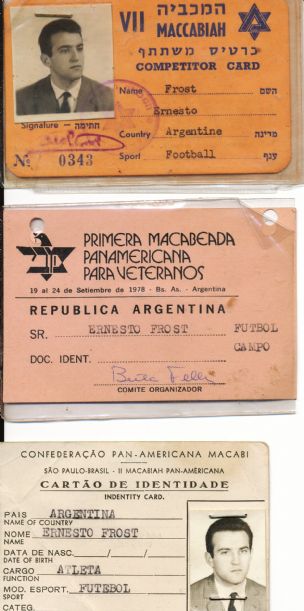 VII המכביה
MACCABIAH
כרטיס משתתף
COMPETITOR CARD
Name Frost השם
Ernesto
Signature — חתימה
Country Argentine מדינה
№ 0343 Sport Football ענף
PRIMERA MACABEADA
PANAMERICANA
PARA VETERANOS
19 al 24 de Setiembre de 1978 - Bs. As. - Argentina
REPUBLICA ARGENTINA
SR. ERNESTO FROST FUTBOL
CAMPO
DOC. IDENT.
COMITE ORGANIZADOR
CONFEDERAÇÃO PAN-AMERICANA MACABI
SÃO PAULO-BRASIL - II MACABIAH PAN-AMERICANA
CARTÃO DE IDENTIDADE
INDENTITY CARD.
PAIS ARGENTINA
NAME OF COUNTRY
NOME ERNESTO FROST
NAME
DATA DE NASC. / /
DATE OF BIRTH
CARGO ATLETA
FUNCTION
MOD. ESPORT. FUTEBOL
SPORT
CATEG.